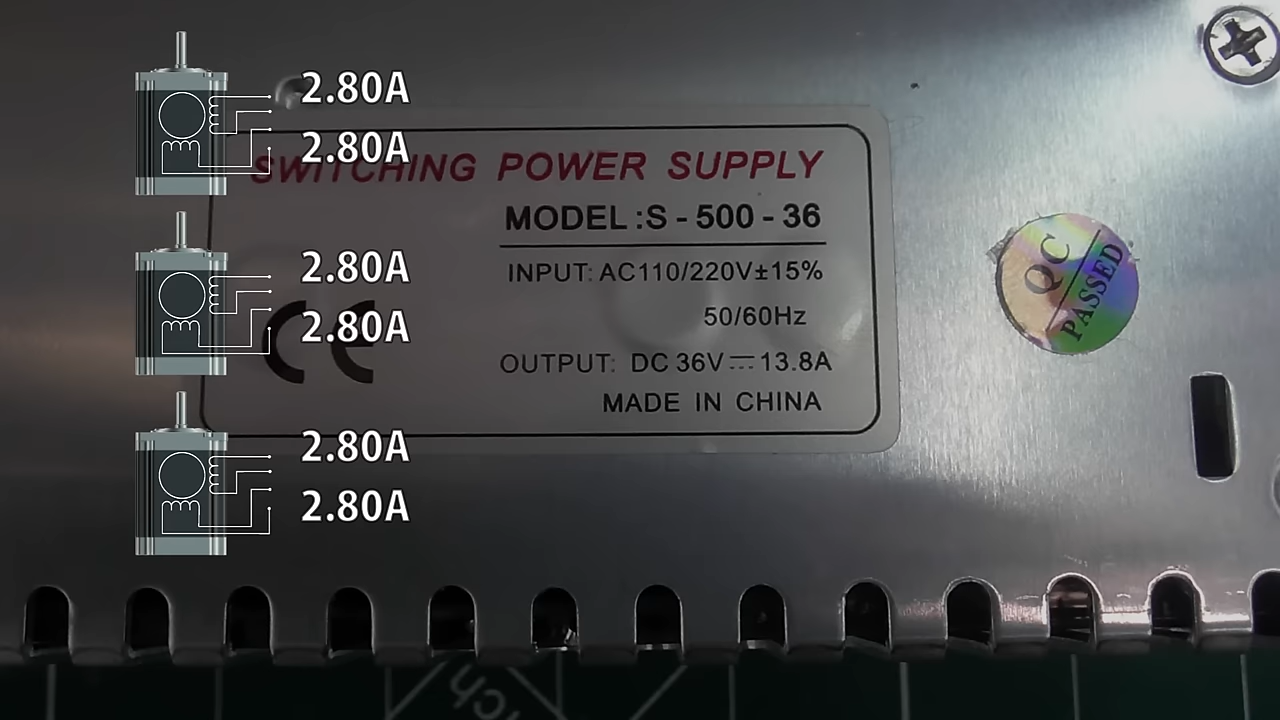 2.80A
2.80A
2.80A
2.80A
2.80A
2.80A
SWITCHING POWER SUPPLY
MODEL :S - 500 - 36
INPUT: AC110/220V±15%
50/60Hz
OUTPUT: DC 36V⎓13.8A
MADE IN CHINA
CE
QC
PASSED